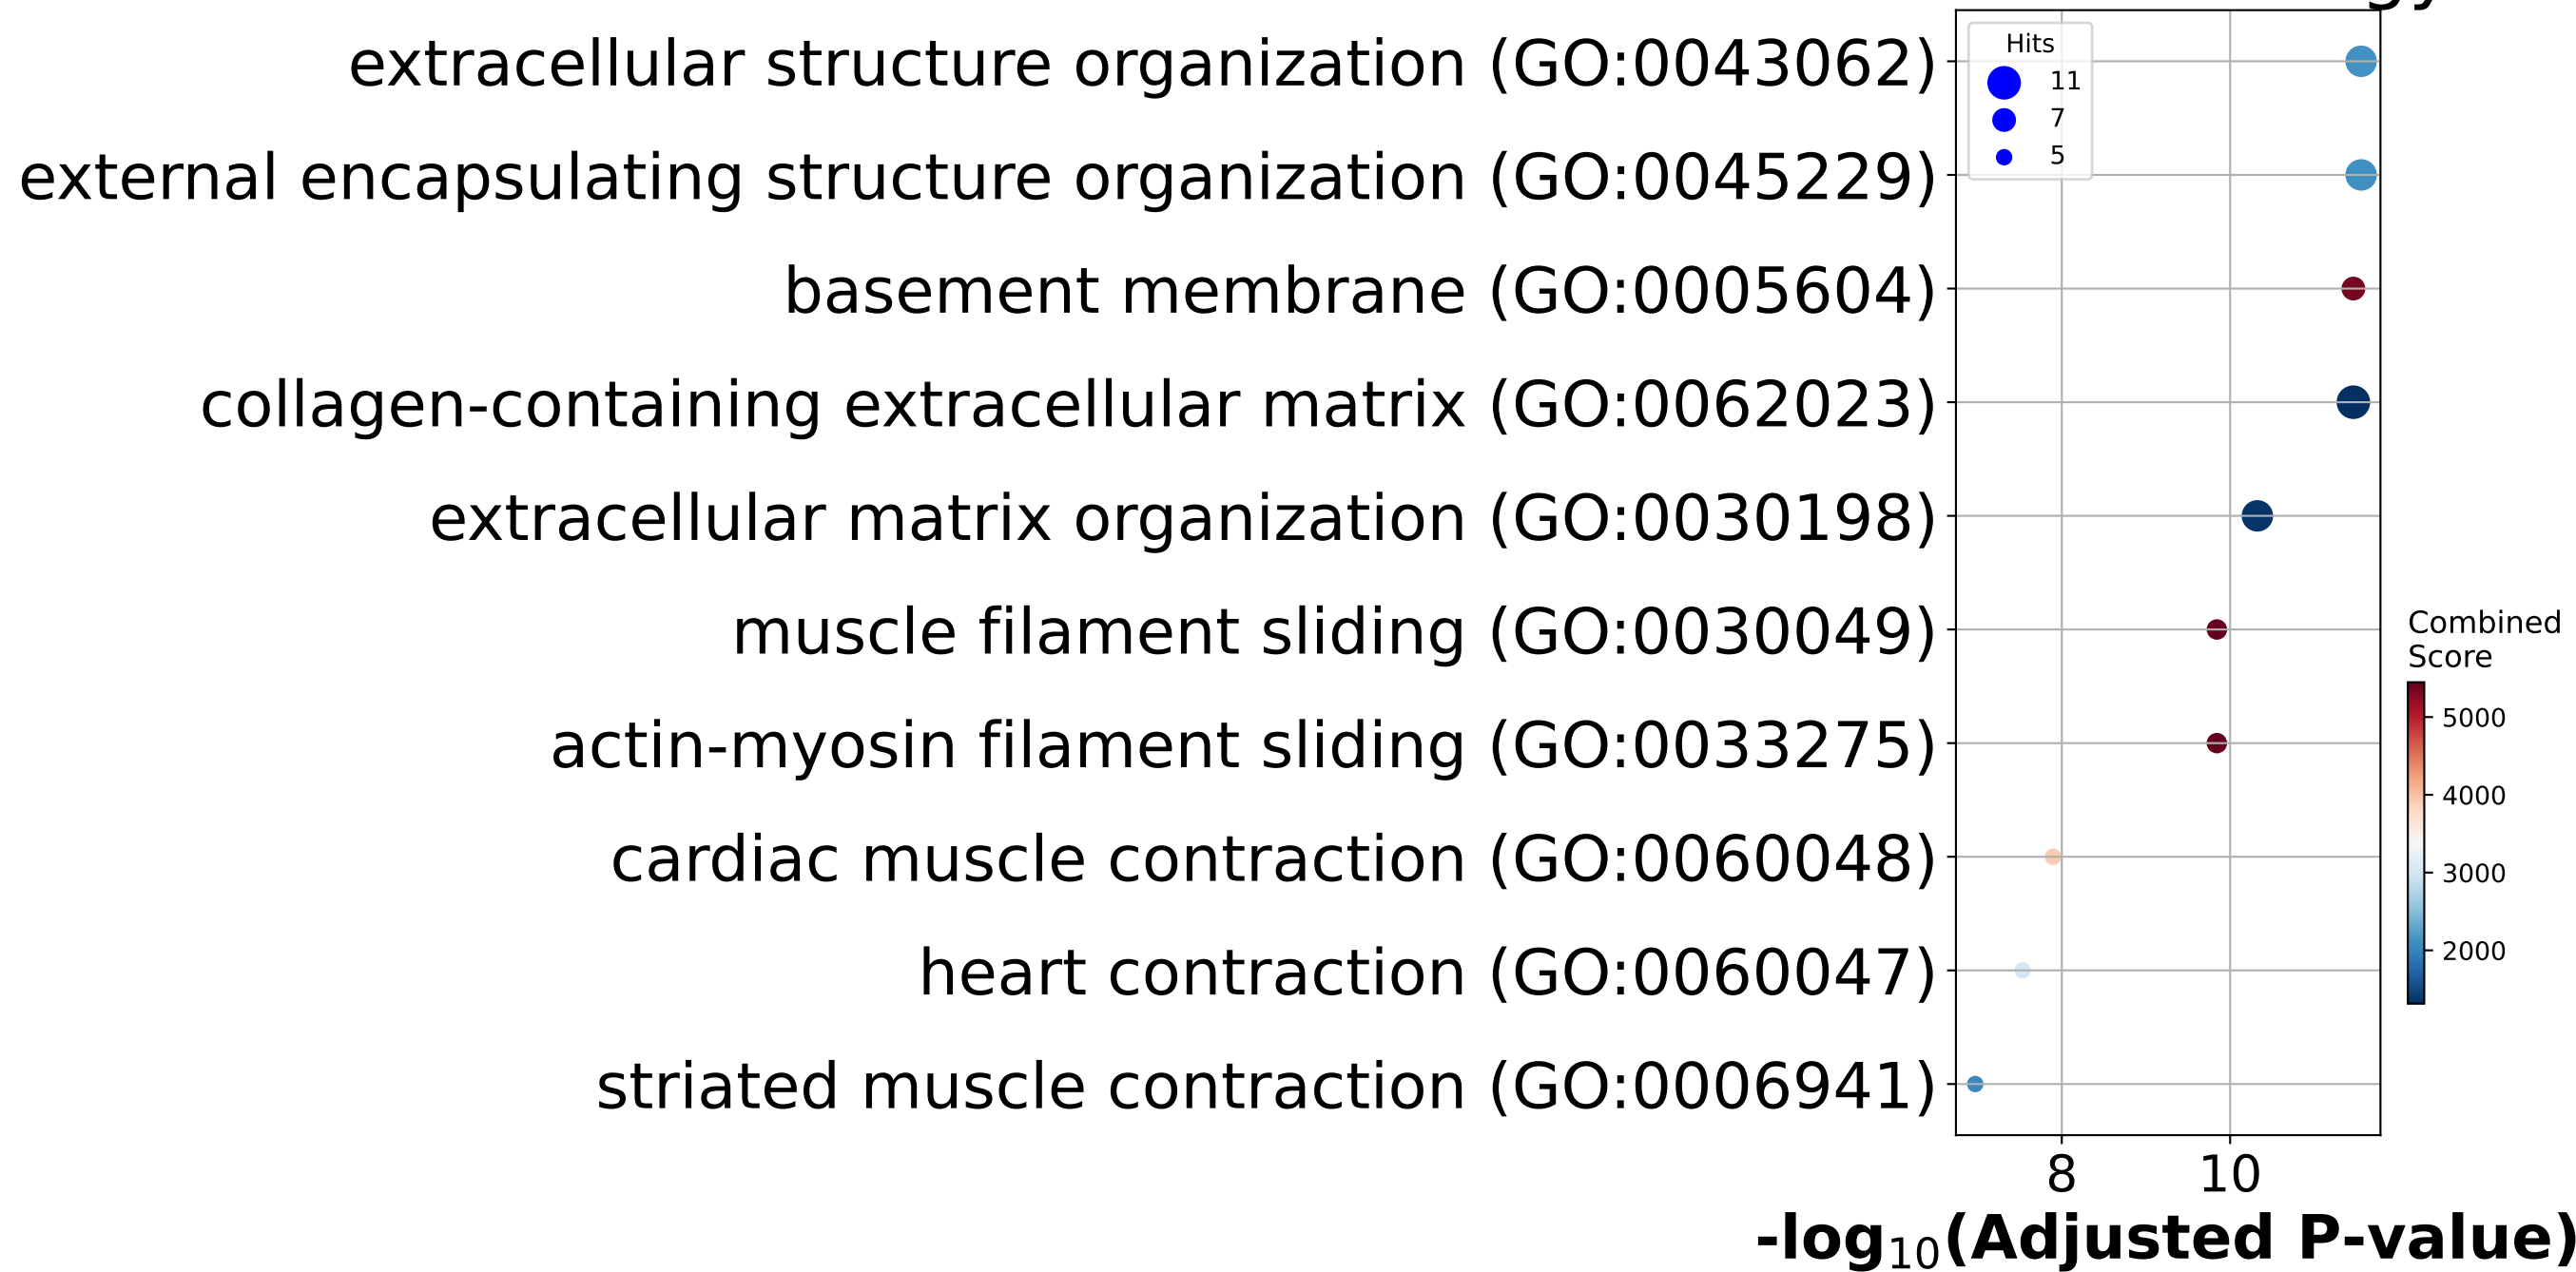 extracellular structure organization (GO:0043062)
external encapsulating structure organization (GO:0045229)
basement membrane (GO:0005604)
collagen-containing extracellular matrix (GO:0062023)
extracellular matrix organization (GO:0030198)
muscle filament sliding (GO:0030049)
actin-myosin filament sliding (GO:0033275)
cardiac muscle contraction (GO:0060048)
heart contraction (GO:0060047)
striated muscle contraction (GO:0006941)
Hits
11
7
5
Combined
Score
5000
4000
3000
2000
8 10
-log₁₀(Adjusted P-value)